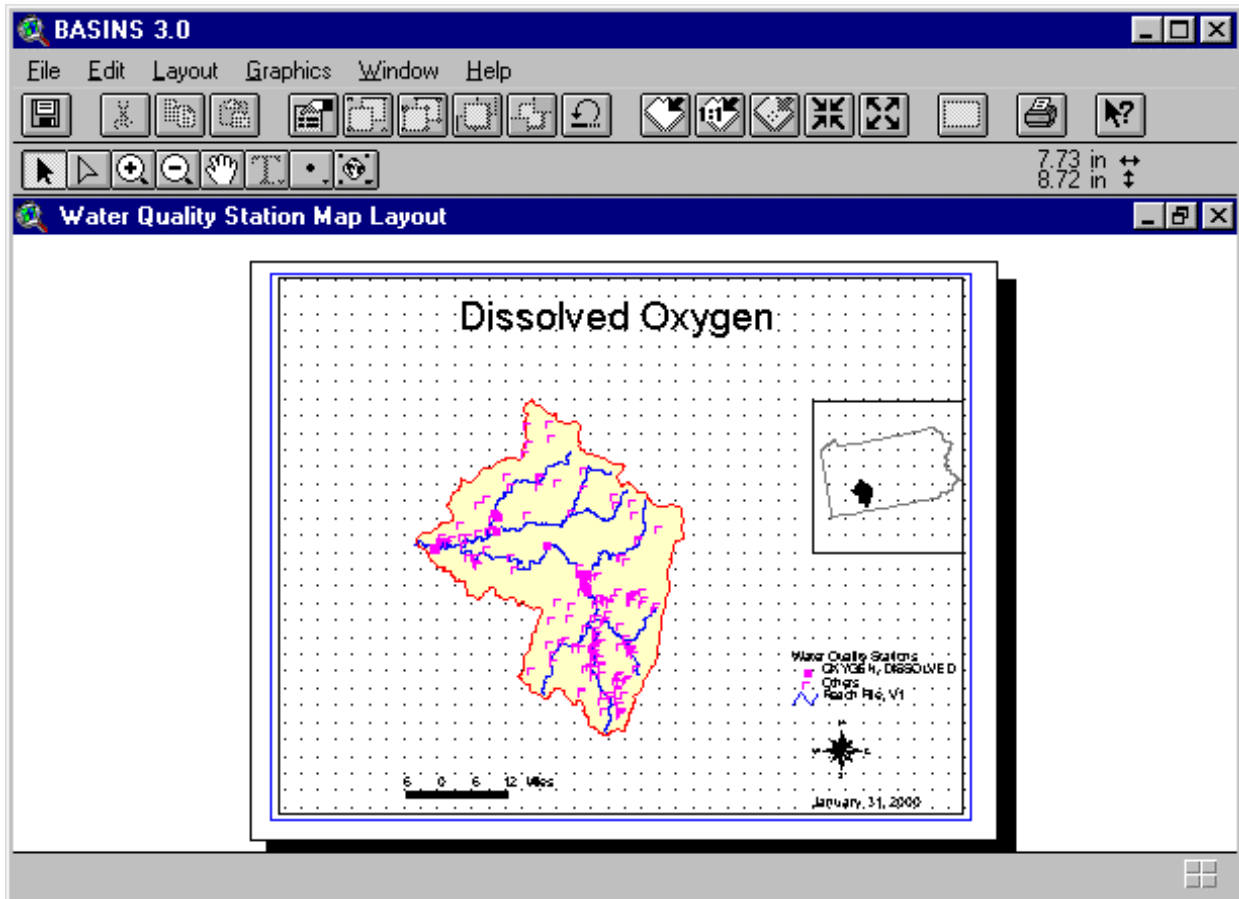 BASINS 3.0
File Edit Layout Graphics Window Help
1:1
?
T
7.73 in
8.72 in
Water Quality Station Map Layout
Dissolved Oxygen
Water Quality Stations
OXYGEN, DISSOLVED
Others
Reach File, V1
N
W E
S
6 0 6 12 Miles
January, 31, 2000